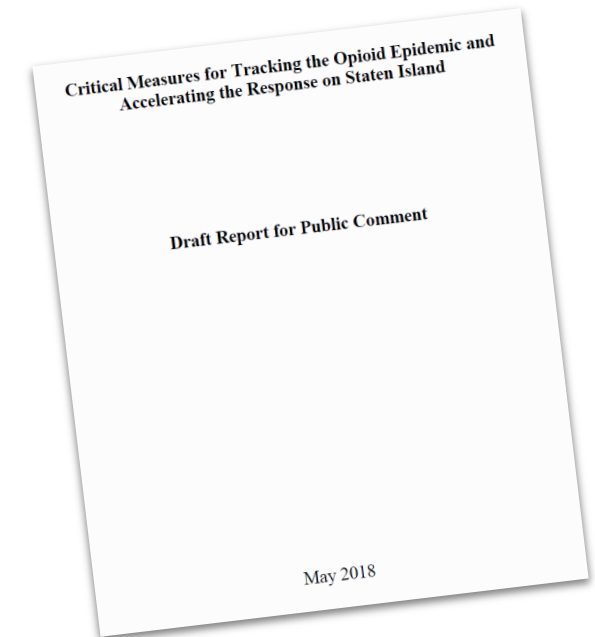 Critical Measures for Tracking the Opioid Epidemic and
Accelerating the Response on Staten Island
Draft Report for Public Comment
May 2018